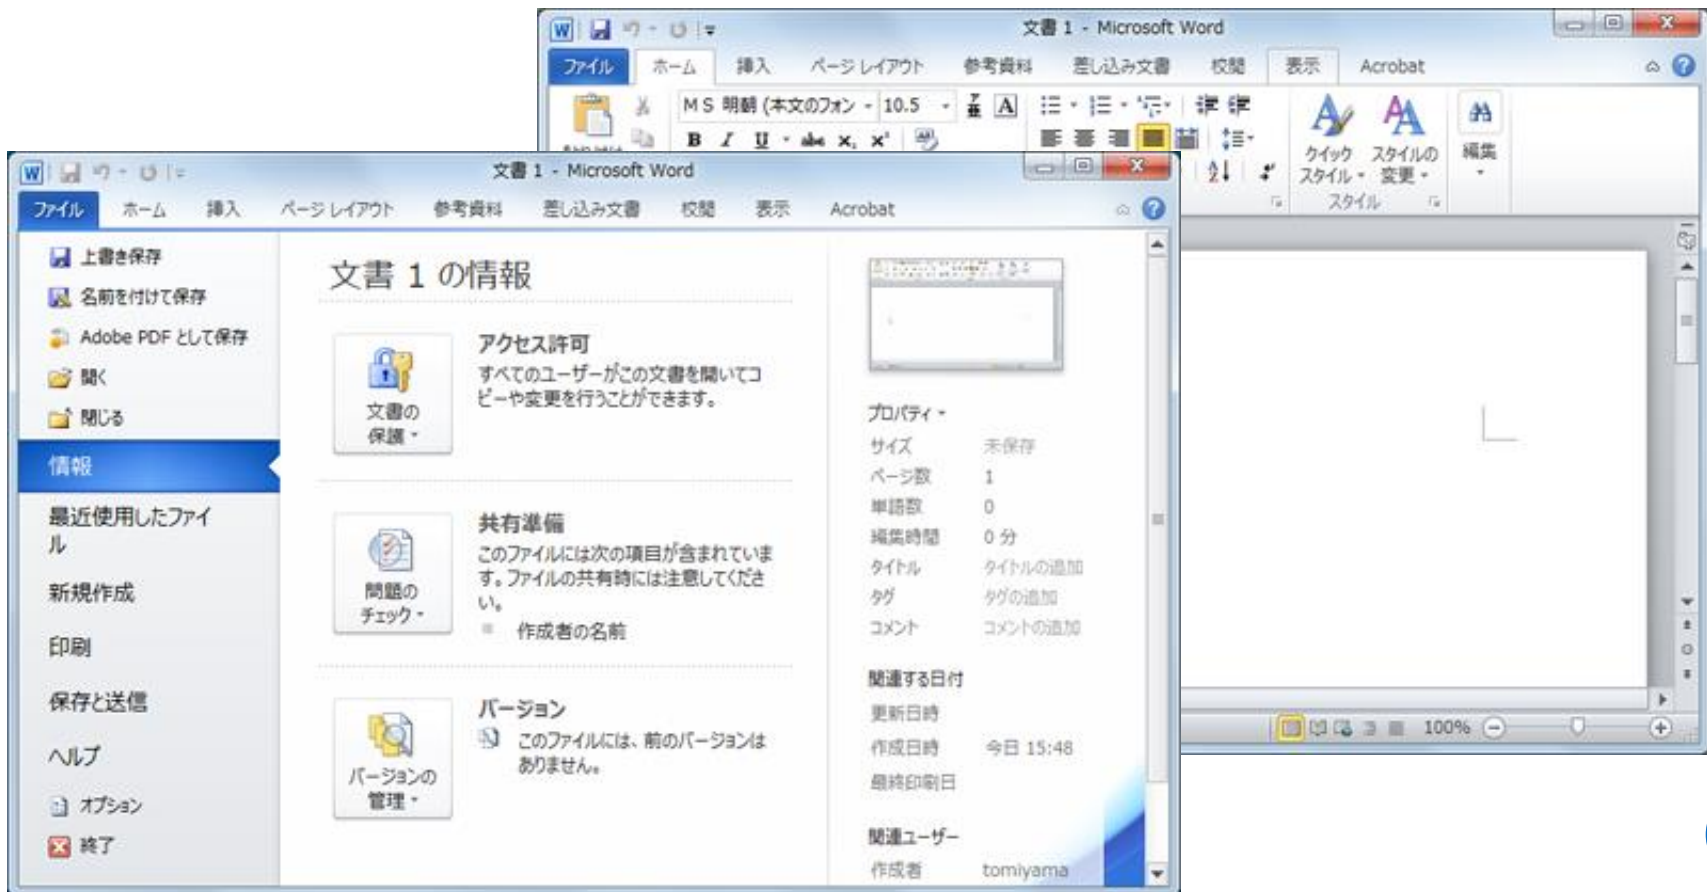 文書 1 - Microsoft Word
ファイル ホーム 挿入 ページ レイアウト 参考資料 差し込み文書 校閲 表示 Acrobat
MS 明朝 (本文のフォン 10.5
B I U abc x₂ x²
クイック スタイル
スタイルの 変更
編集
スタイル
100%
文書 1 - Microsoft Word
ファイル ホーム 挿入 ページ レイアウト 参考資料 差し込み文書 校閲 表示 Acrobat
上書き保存
名前を付けて保存
Adobe PDF として保存
開く
閉じる
情報
最近使用したファイ
ル
新規作成
印刷
保存と送信
ヘルプ
オプション
終了
文書 1 の情報
文書の
保護
アクセス許可
すべてのユーザーがこの文書を開いてコ
ピーや変更を行うことができます。
問題の
チェック
共有準備
このファイルには次の項目が含まれていま
す。ファイルの共有時には注意してくださ
い。
作成者の名前
バージョンの
管理
バージョン
このファイルには、前のバージョンは
ありません。
プロパティ
サイズ 未保存
ページ数 1
単語数 0
編集時間 0 分
タイトル タイトルの追加
タグ タグの追加
コメント コメントの追加
関連する日付
更新日時
作成日時 今日 15:48
最終印刷日
関連ユーザー
作成者 tomiyama